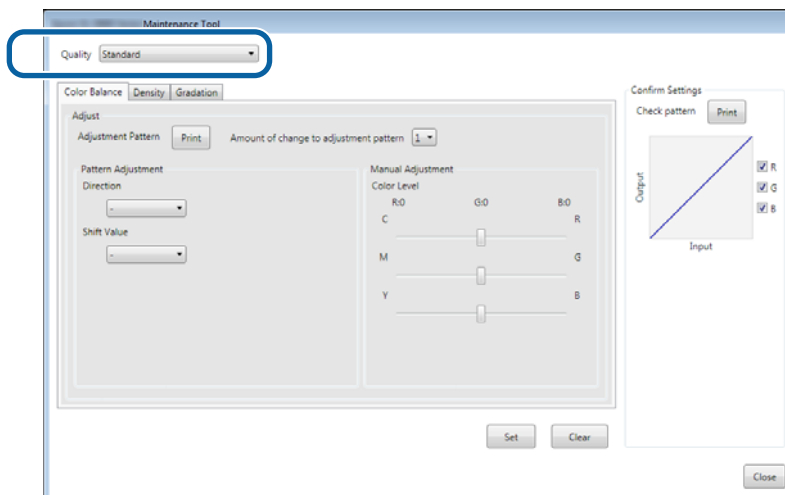 Maintenance Tool
Quality Standard
Color Balance Density Gradation
Adjust
Adjustment Pattern Print Amount of change to adjustment pattern 1
Pattern Adjustment
Direction
-
Shift Value
-
Manual Adjustment
Color Level
R:0 G:0 B:0
C R
M G
Y B
Set Clear
Confirm Settings
Check pattern Print
Output
Input
R
G
B
Close